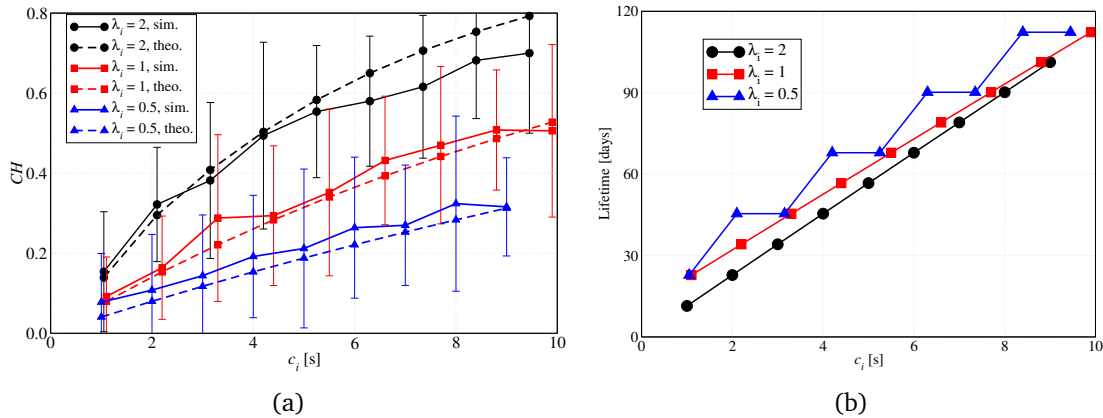 0.8
0.6
0.4
0.2
0.0
CH
λi = 2, sim.
λi = 2, theo.
λi = 1, sim.
λi = 1, theo.
λi = 0.5, sim.
λi = 0.5, theo.
0 2 4 6 8 10
ci [s]
(a)
120
90
60
30
0
Lifetime [days]
λi = 2
λi = 1
λi = 0.5
0 2 4 6 8 10
ci [s]
(b)